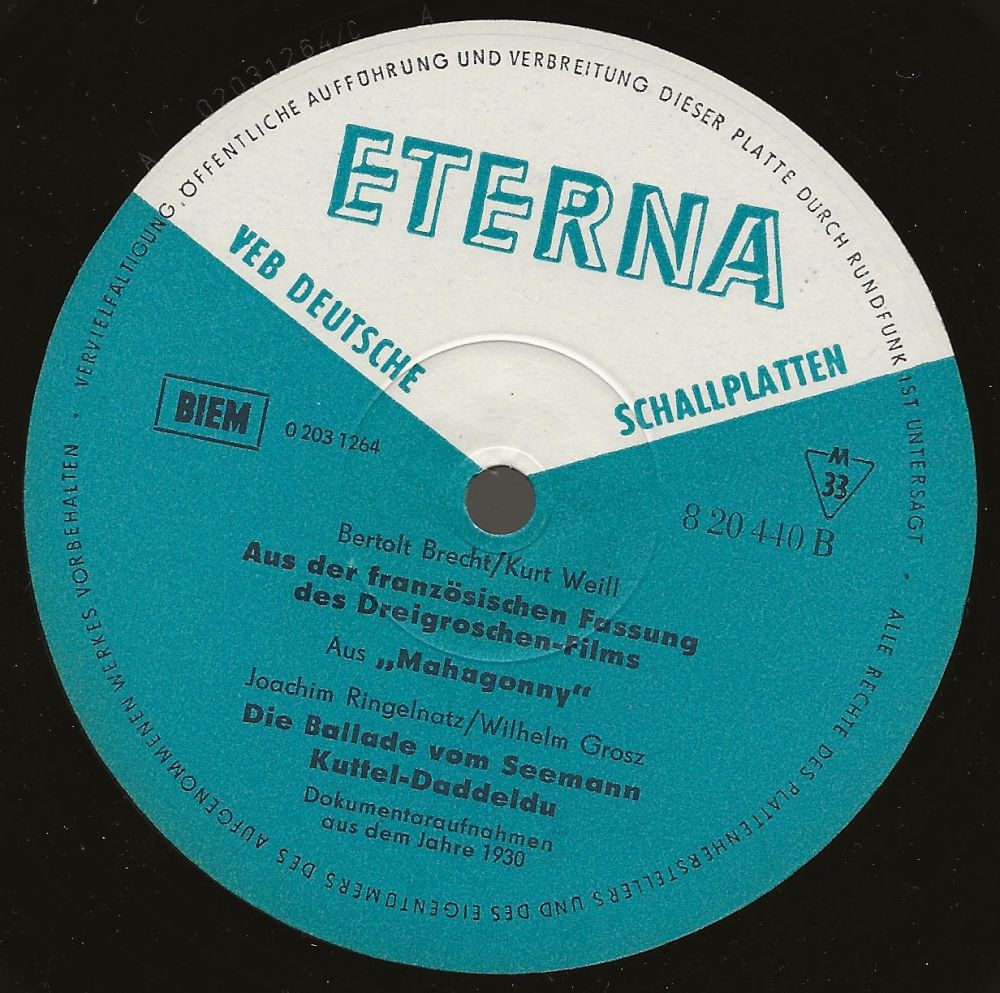 02031264/C
A
A
ALLE RECHTE DES PLATTENHERSTELLERS UND DES EIGENTÜMERS DES AUFGENOMMENEN WERKES VORBEHALTEN · VERVIELFÄLTIGUNG, ÖFFENTLICHE AUFFÜHRUNG UND VERBREITUNG DIESER PLATTE DURCH RUNDFUNK IST UNTERSAGT ·
ETERNA
VEB DEUTSCHE
SCHALLPLATTEN
BIEM
0 203 1264
M
33
8 20 440 B
Bertolt Brecht/Kurt Weill
Aus der französischen Fassung
des Dreigroschen-Films
Aus „Mahagonny“
Joachim Ringelnatz/Wilhelm Grosz
Die Ballade vom Seemann
Kuttel-Daddeldu
Dokumentaraufnahmen
aus dem Jahre 1930